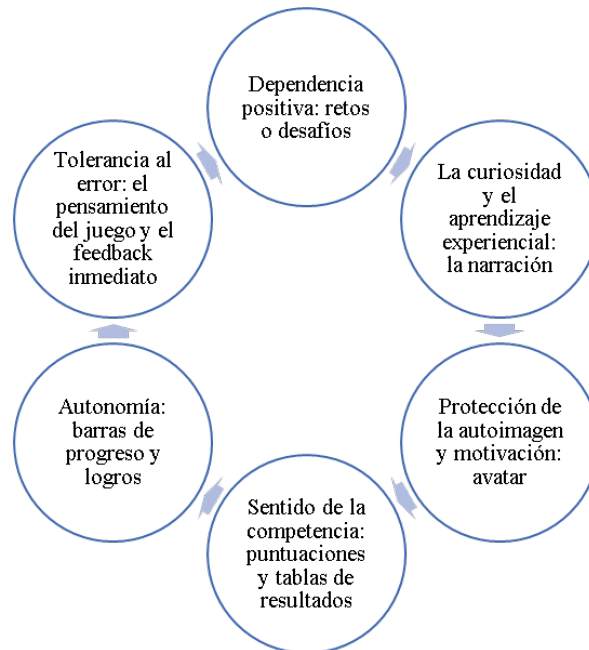 Dependencia
positiva: retos
o desafíos
La curiosidad
y el
aprendizaje
experiencial:
la narración
Protección de
la autoimagen
y motivación:
avatar
Sentido de la
competencia:
puntuaciones
y tablas de
resultados
Autonomía:
barras de
progreso y
logros
Tolerancia al
error: el
pensamiento
del juego y el
feedback
inmediato